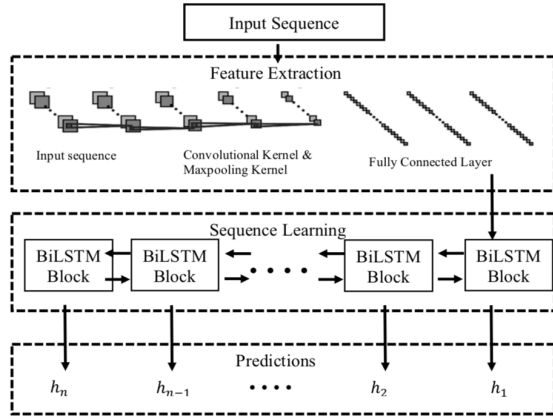 Input Sequence
Feature Extraction
Input sequence
Convolutional Kernel &
Maxpooling Kernel
Fully Connected Layer
Sequence Learning
BiLSTM
Block
BiLSTM
Block
BiLSTM
Block
BiLSTM
Block
Predictions
hₙ hₙ₋₁ .... h₂ h₁